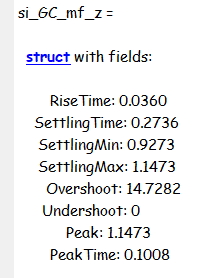 si_GC_mf_z =
struct with fields:
RiseTime: 0.0360
SettlingTime: 0.2736
SettlingMin: 0.9273
SettlingMax: 1.1473
Overshoot: 14.7282
Undershoot: 0
Peak: 1.1473
PeakTime: 0.1008